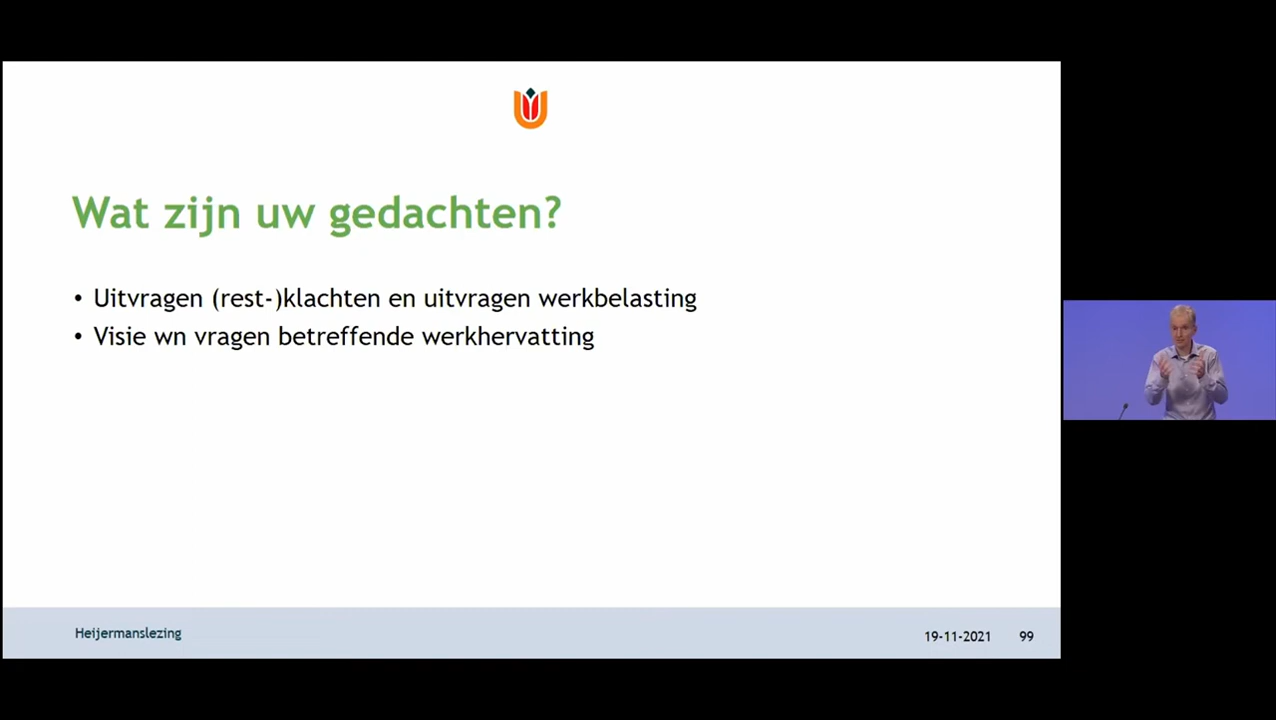 Wat zijn uw gedachten?
• Uitvragen (rest-)klachten en uitvragen werkbelasting
• Visie wn vragen betreffende werkhervatting
Heijermanslezing
19-11-2021 99